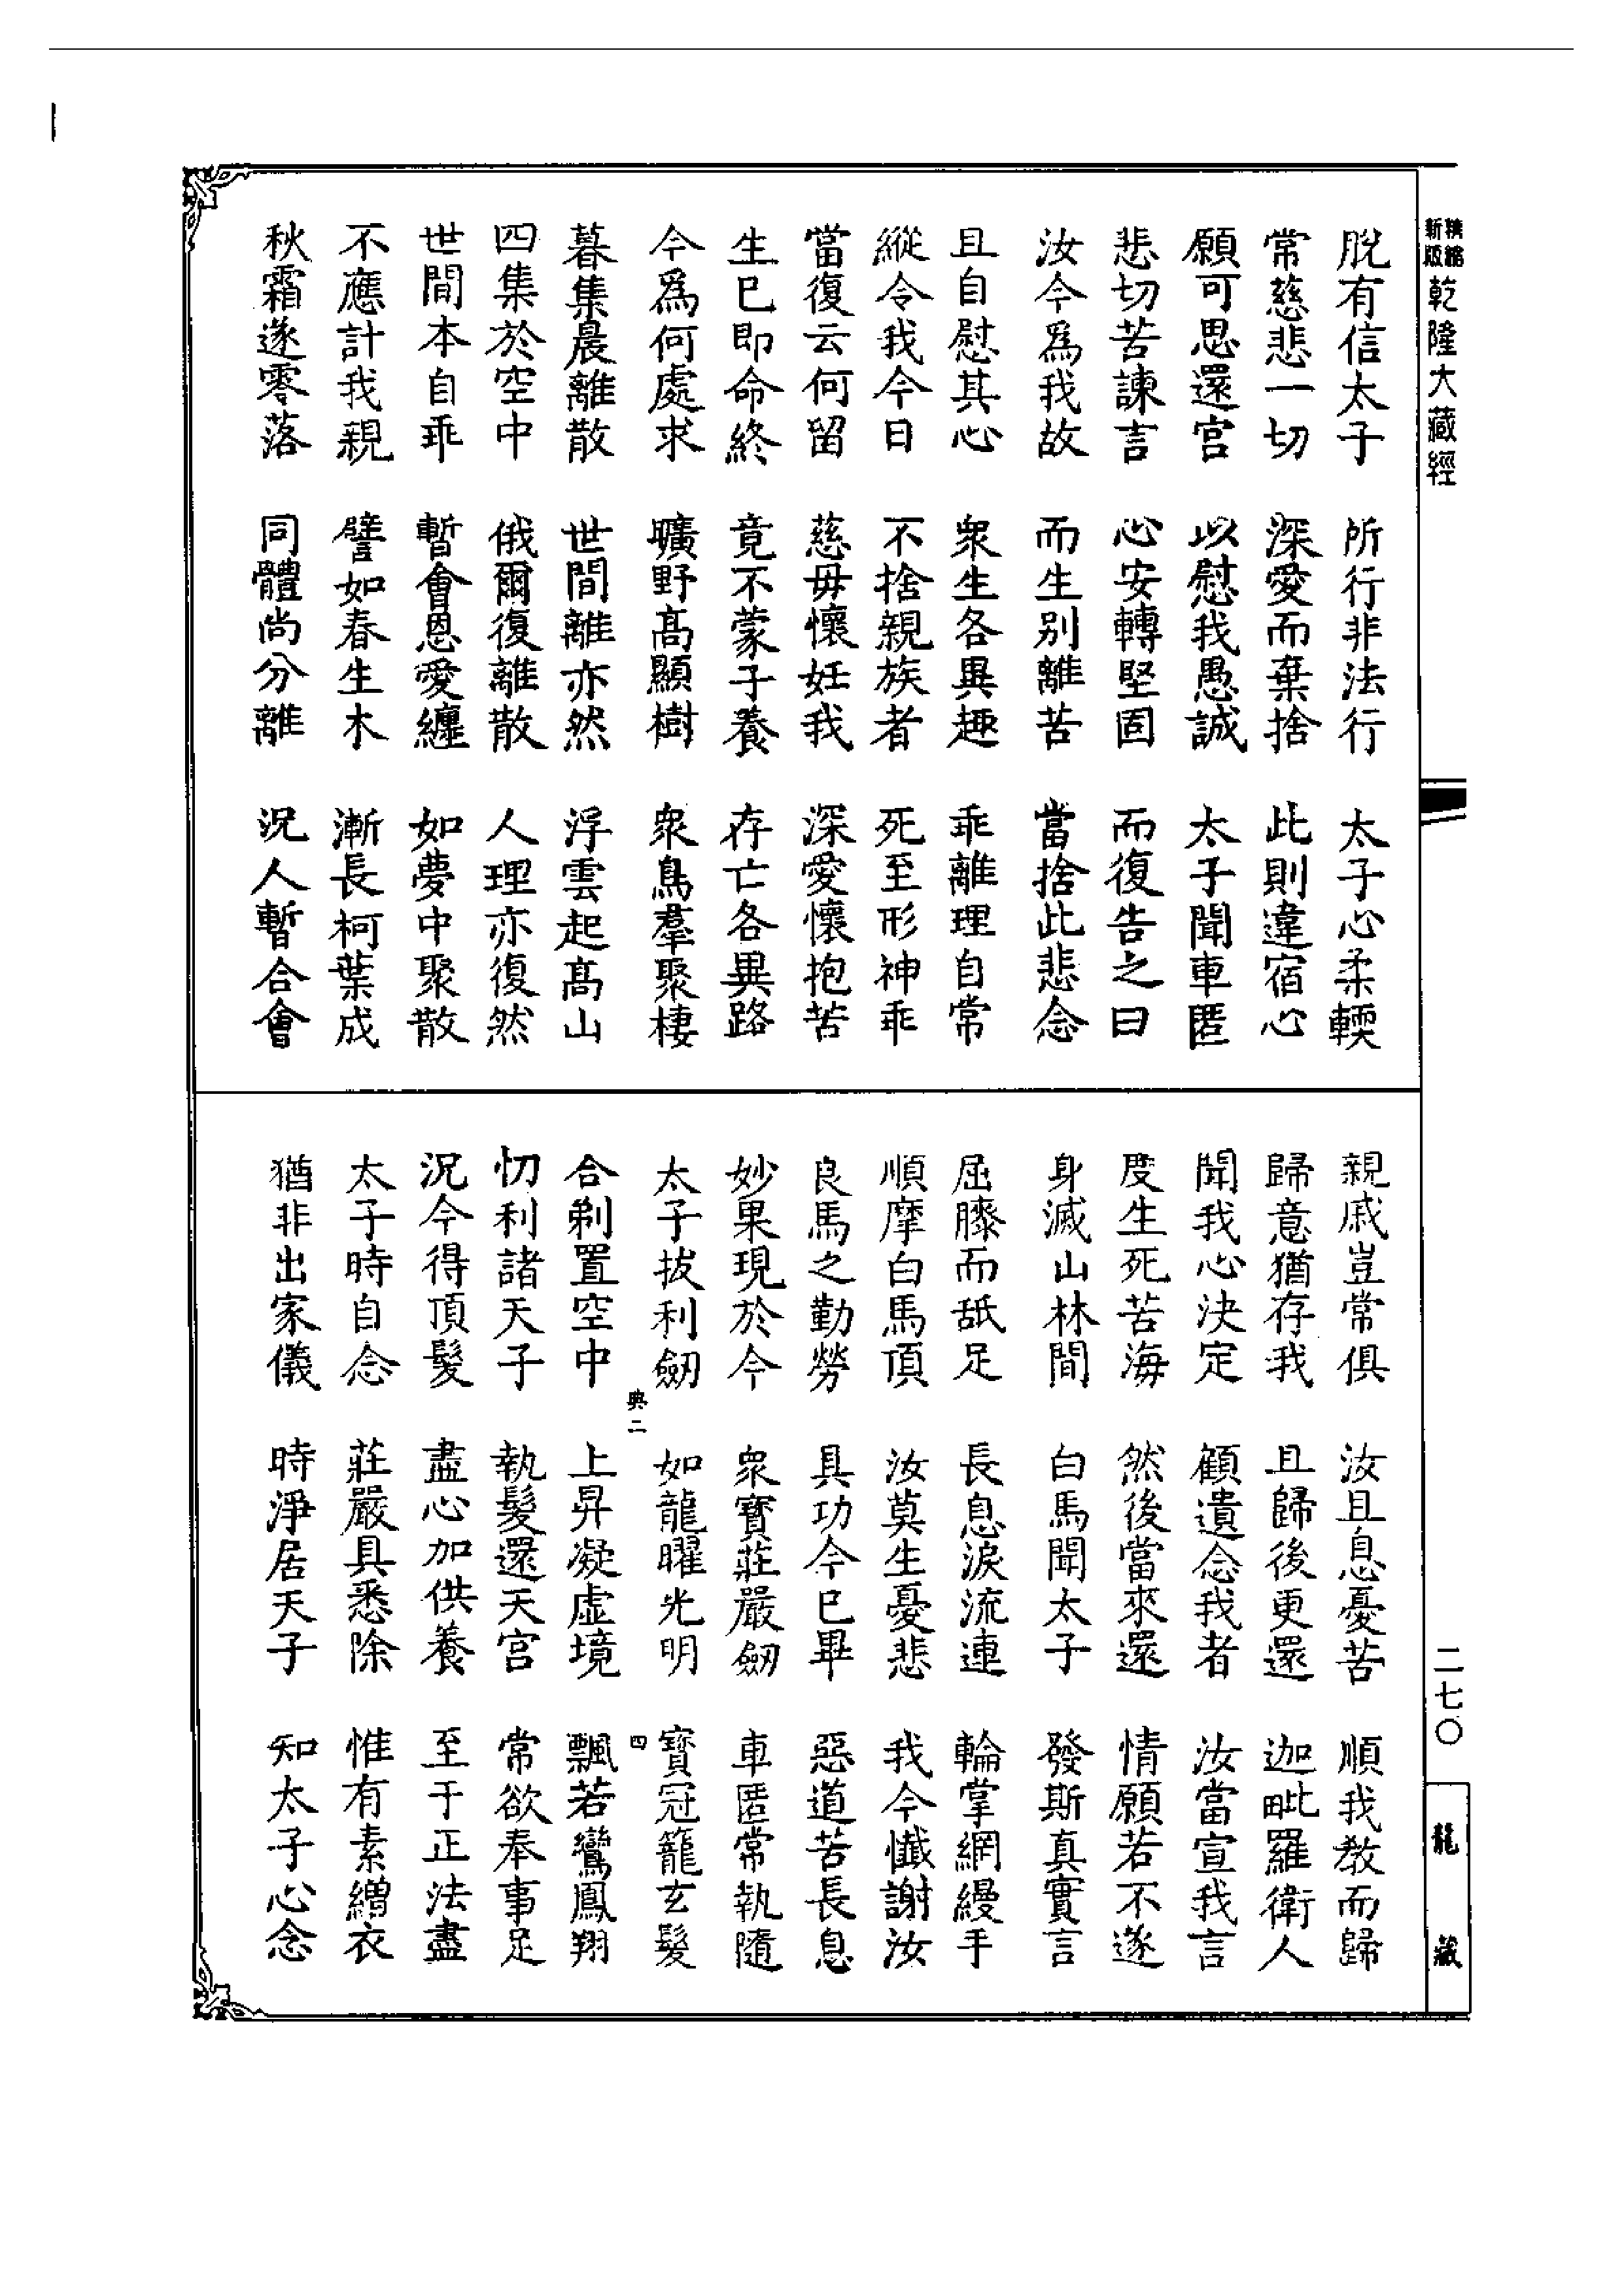 新版精縮乾隆大藏經
脫有信太子 所行非法行 太子心柔輭
常慈悲一切 深愛而棄捨 此則違宿心
願可思還宮 以慰我愚誠 太子聞車匿
悲切苦諫言 心安轉堅固 而復告之曰
汝今爲我故 而生别離苦 當捨此悲念
且自慰其心 衆生各異趣 乖離理自常
縱令我今日 不捨親族者 死至形神乖
當復云何留 慈毋懷妊我 深愛懷抱苦
生已即命終 竟不蒙子養 存亡各異路
今爲何處求 曠野高顯樹 衆鳥羣聚棲
暮集晨離散 世間離亦然 浮雲起髙山
四集於空中 俄爾復離散 人理亦復然
世間本自乖 暫會恩愛纏 如夢中聚散
不應計我親 譬如春生木 漸長柯葉成
秋霜遂零落 同體尚分離 況人暫合會
親戚豈常俱 汝且息憂苦 順我教而歸
歸意猶存我 且歸後更還 迦毗羅衛人
聞我心決定 顧遺念我者 汝當宣我言
度生死苦海 然後當來還 情願若不遂
身滅山林間 白馬聞太子 發斯真實言
屈膝而舐足 長息淚流連 輪掌網縵手
順摩白馬頂 汝莫生憂悲 我今懺謝汝
良馬之勤勞 具功今已畢 惡道苦長息
妙果現於今 衆寶莊嚴劒 車匿常執隨
太子拔利劒 如龍曜光明 寶冠籠玄髮
典二 四
合剃置空中 上昇凝虛境 飄若鸞鳳翔
忉利諸天子 執髮還天宮 常欲奉事足
況今得頂髮 盡心加供養 至于正法盡
太子時自念 莊嚴具悉除 惟有素繒衣
猶非出家儀 時淨居天子 知太子心念
二七〇
龍藏